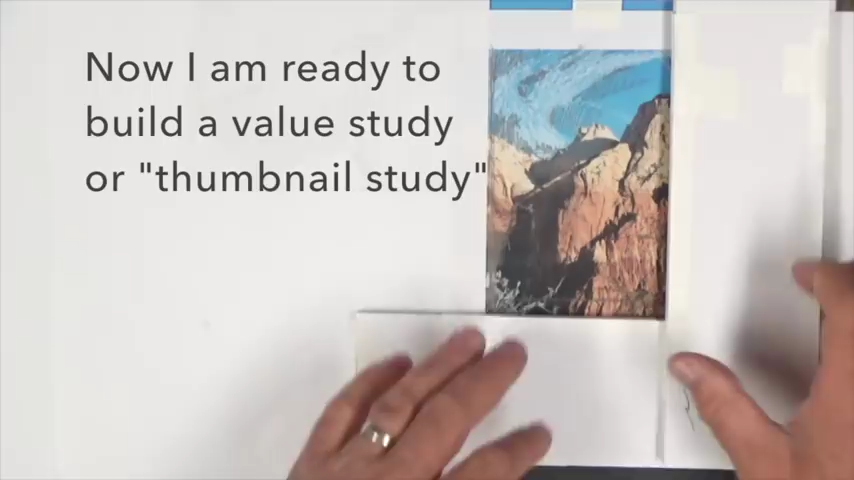 Now I am ready to
build a value study
or "thumbnail study"